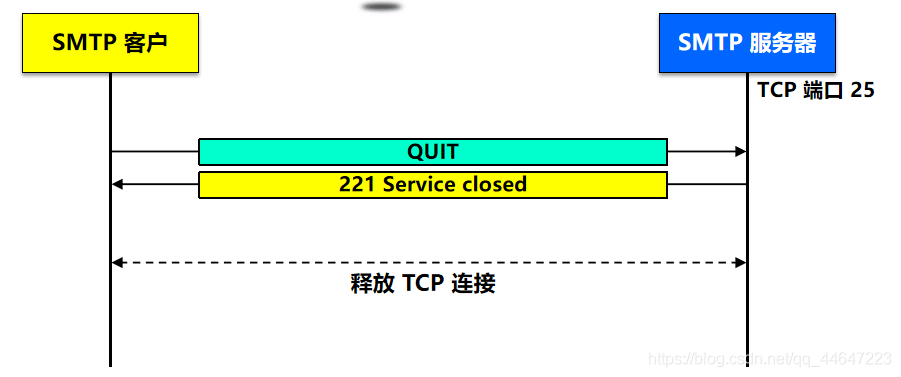 SMTP 客户
SMTP 服务器
TCP 端口 25
QUIT
221 Service closed
释放 TCP 连接
https://blog.csdn.net/qq_44647223